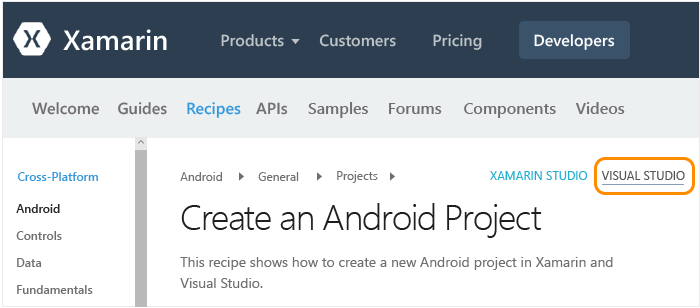 Xamarin Products Customers Pricing Developers
Welcome Guides Recipes APIs Samples Forums Components Videos
Cross-Platform
Android
Controls
Data
Fundamentals
Android General Projects XAMARIN STUDIO VISUAL STUDIO
Create an Android Project
This recipe shows how to create a new Android project in Xamarin and
Visual Studio.